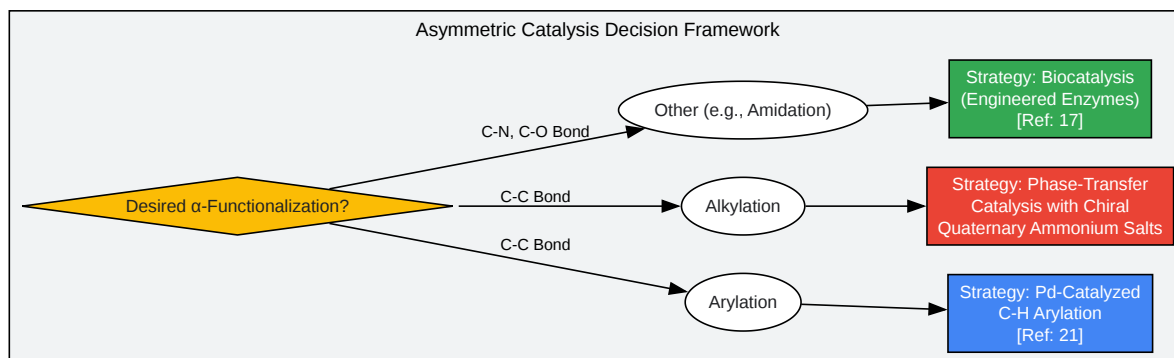 Asymmetric Catalysis Decision Framework
Desired α-Functionalization?
C-N, C-O Bond
Other (e.g., Amidation)
Strategy: Biocatalysis
(Engineered Enzymes)
[Ref: 17]
C-C Bond
Alkylation
Strategy: Phase-Transfer
Catalysis with Chiral
Quaternary Ammonium Salts
C-C Bond
Arylation
Strategy: Pd-Catalyzed
C-H Arylation
[Ref: 21]